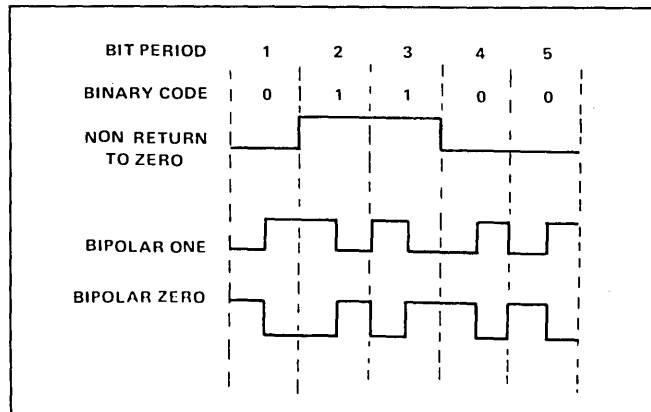 BIT PERIOD 1 2 3 4 5
BINARY CODE 0 1 1 0 0
NON RETURN
TO ZERO
BIPOLAR ONE
BIPOLAR ZERO